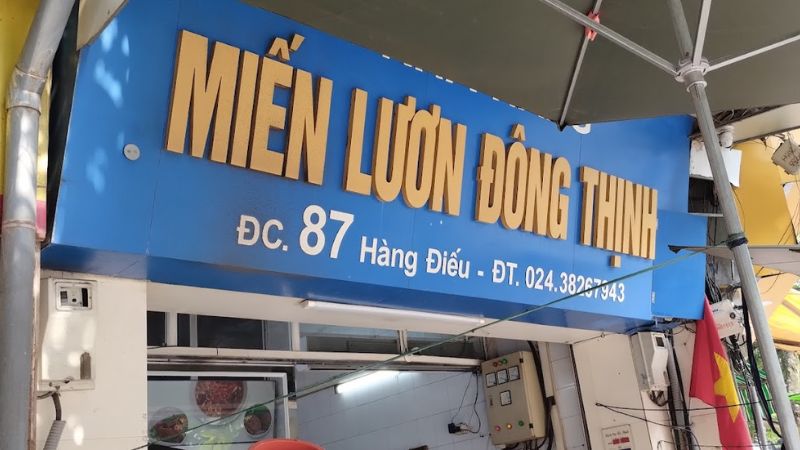 MIẾN LƯƠN ĐÔNG THỊNH
ĐC. 87 Hàng Điếu - ĐT. 024.38267943